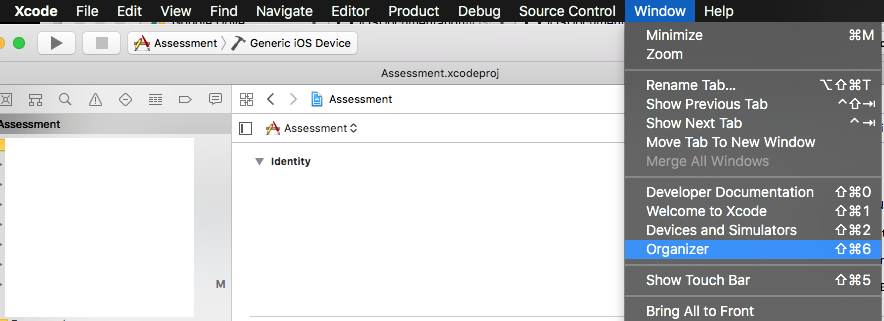 Xcode File Edit View Find Navigate Editor Product Debug Source Control Window Help
Assessment Generic iOS Device
Assessment.xcodeproj
Assessment
Assessment
Assessment
Identity
M
Minimize ⌘M
Zoom
Rename Tab... ⌥⇧⌘T
Show Previous Tab ^⇧⇥
Show Next Tab ^⇥
Move Tab To New Window
Merge All Windows
Developer Documentation ⇧⌘0
Welcome to Xcode ⇧⌘1
Devices and Simulators ⇧⌘2
Organizer ⇧⌘6
Show Touch Bar ⇧⌘5
Bring All to Front